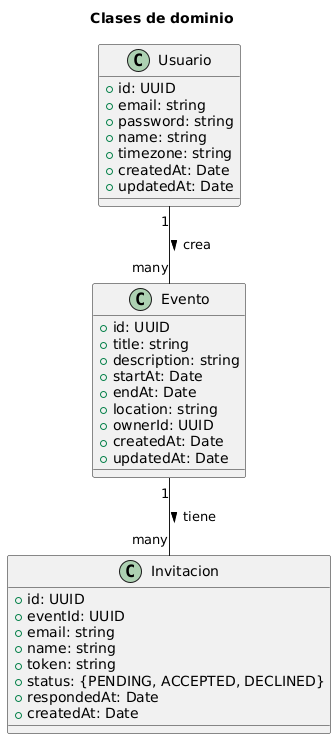 Clases de dominio
C Usuario
id: UUID
email: string
password: string
name: string
timezone: string
createdAt: Date
updatedAt: Date
1
crea
many
C Evento
id: UUID
title: string
description: string
startAt: Date
endAt: Date
location: string
ownerId: UUID
createdAt: Date
updatedAt: Date
1
tiene
many
C Invitacion
id: UUID
eventId: UUID
email: string
name: string
token: string
status: {PENDING, ACCEPTED, DECLINED}
respondedAt: Date
createdAt: Date